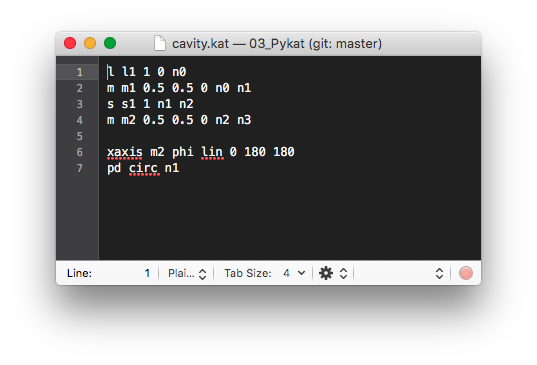 cavity.kat — 03_Pykat (git: master)
1 l l1 1 0 n0
2 m m1 0.5 0.5 0 n0 n1
3 s s1 1 n1 n2
4 m m2 0.5 0.5 0 n2 n3
5
6 xaxis m2 phi lin 0 180 180
7 pd circ n1
Line: 1 Plai... Tab Size: 4